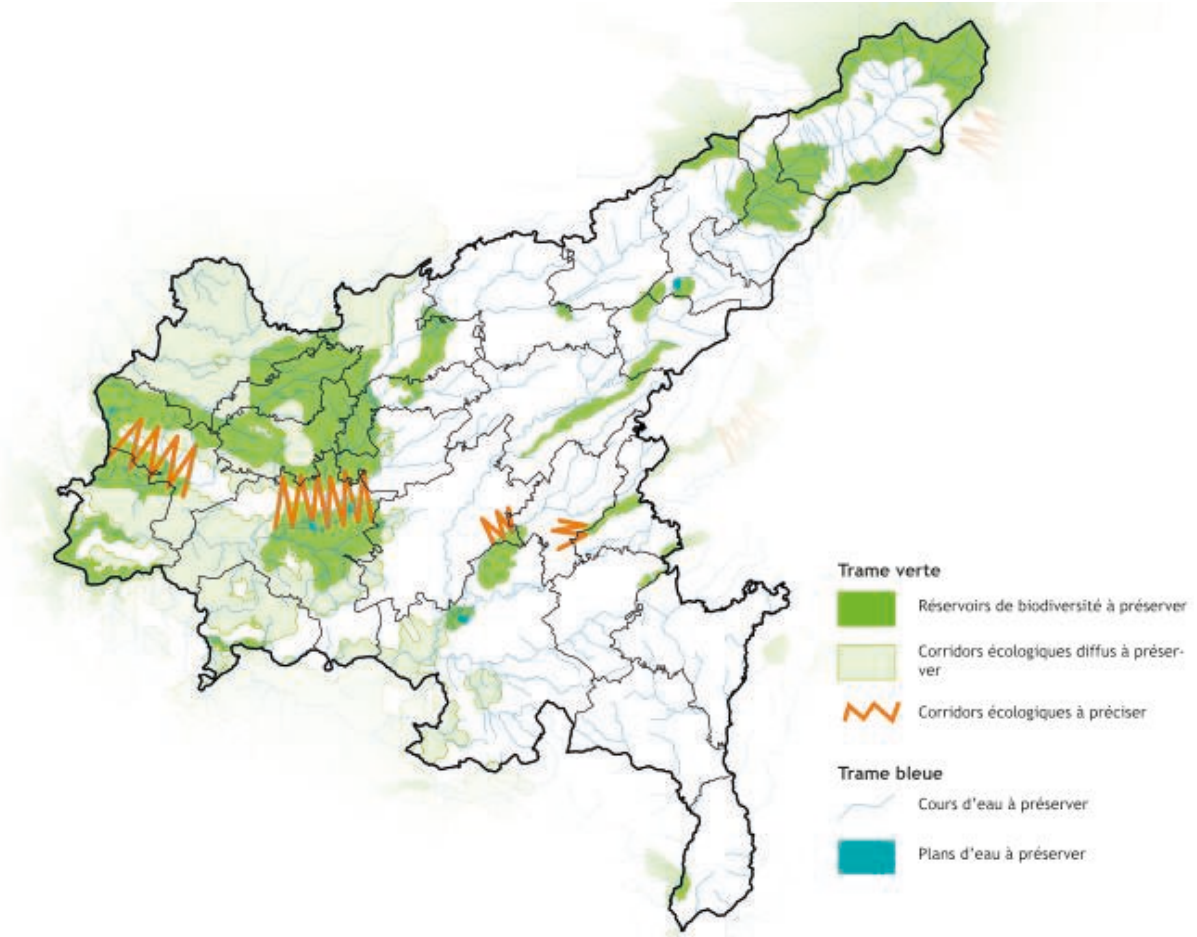 Trame verte
Réservoirs de biodiversité à préserver
Corridors écologiques diffus à préser-
ver
Corridors écologiques à préciser
Trame bleue
Cours d'eau à préserver
Plans d'eau à préserver